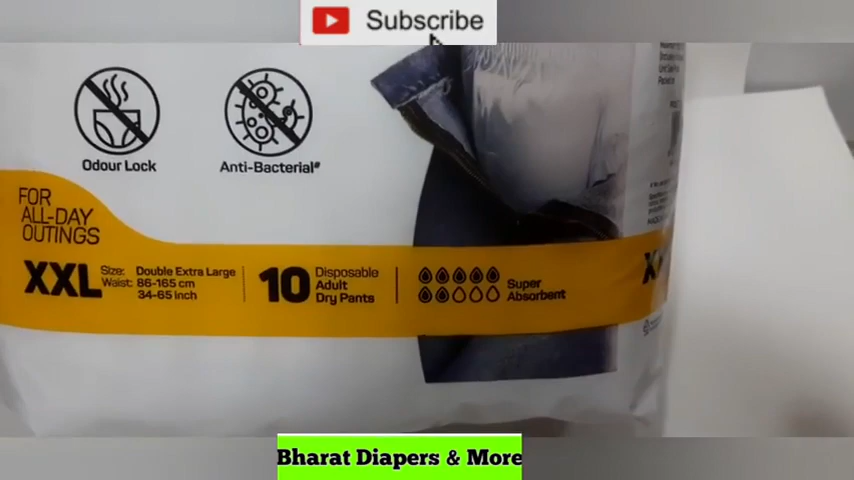 Subscribe
Odour Lock
Anti-Bacterial#
FOR
ALL-DAY
OUTINGS
XXL
Size: Double Extra Large
Waist: 86-165 cm
34-65 inch
10
Disposable
Adult
Dry Pants
Super
Absorbent
Bharat Diapers & More